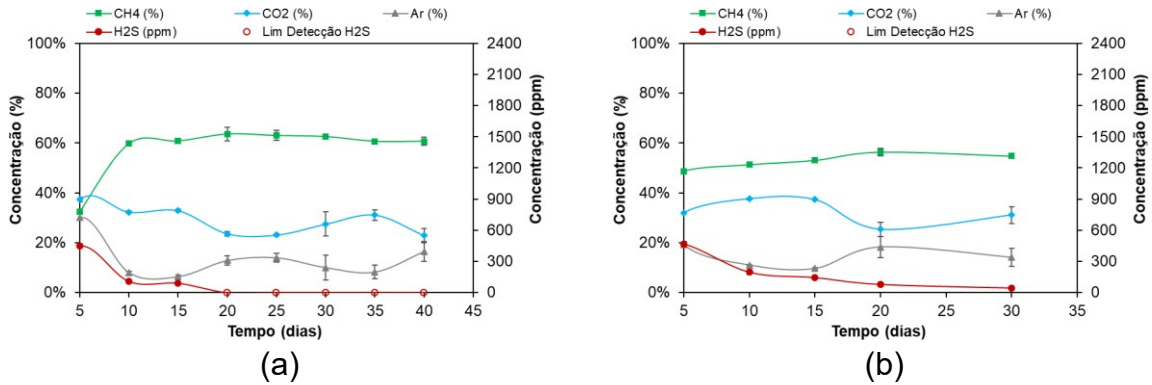 CH4 (%) CO2 (%) Ar (%)
H2S (ppm) Lim Detecção H2S
100% 2400
2100
80% 1800
60% 1500
1200
40% 900
20% 600
300
0% 0
5 10 15 20 25 30 35 40 45
Concentração (%)
Concentração (ppm)
Tempo (dias)
(a)
CH4 (%) CO2 (%) Ar (%)
H2S (ppm) Lim Detecção H2S
100% 2400
2100
80% 1800
60% 1500
1200
40% 900
20% 600
300
0% 0
5 10 15 20 25 30 35
Concentração (%)
Concentração (ppm)
Tempo (dias)
(b)